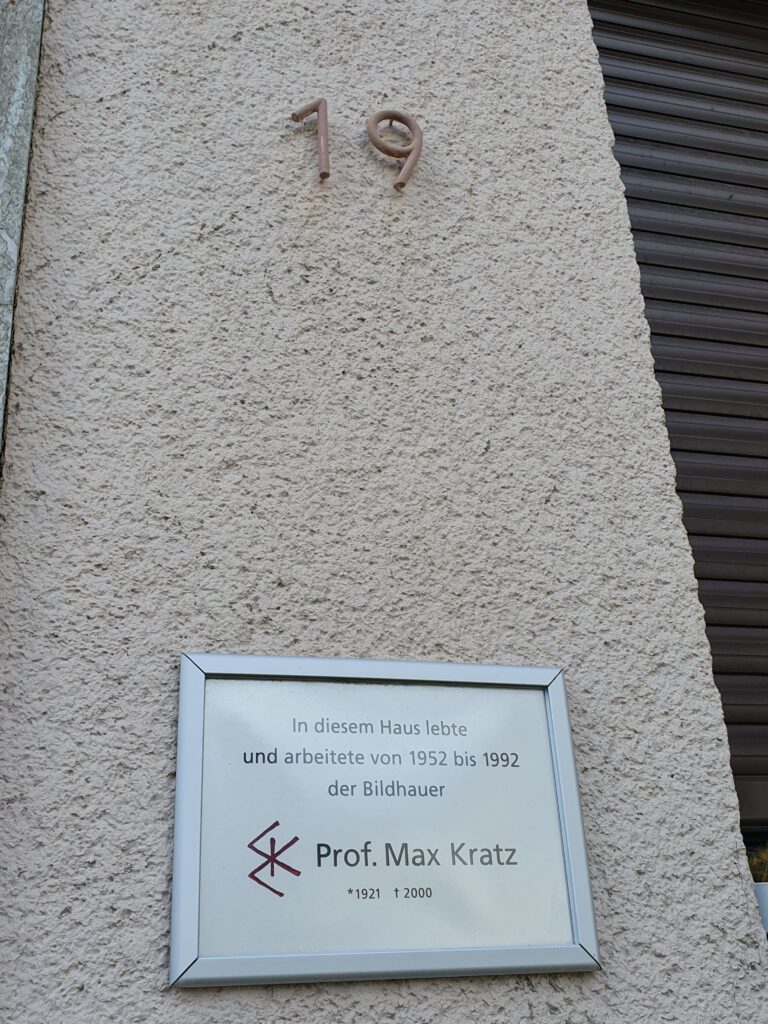 19
In diesem Haus lebte
und arbeitete von 1952 bis 1992
der Bildhauer
Prof. Max Kratz
*1921 † 2000